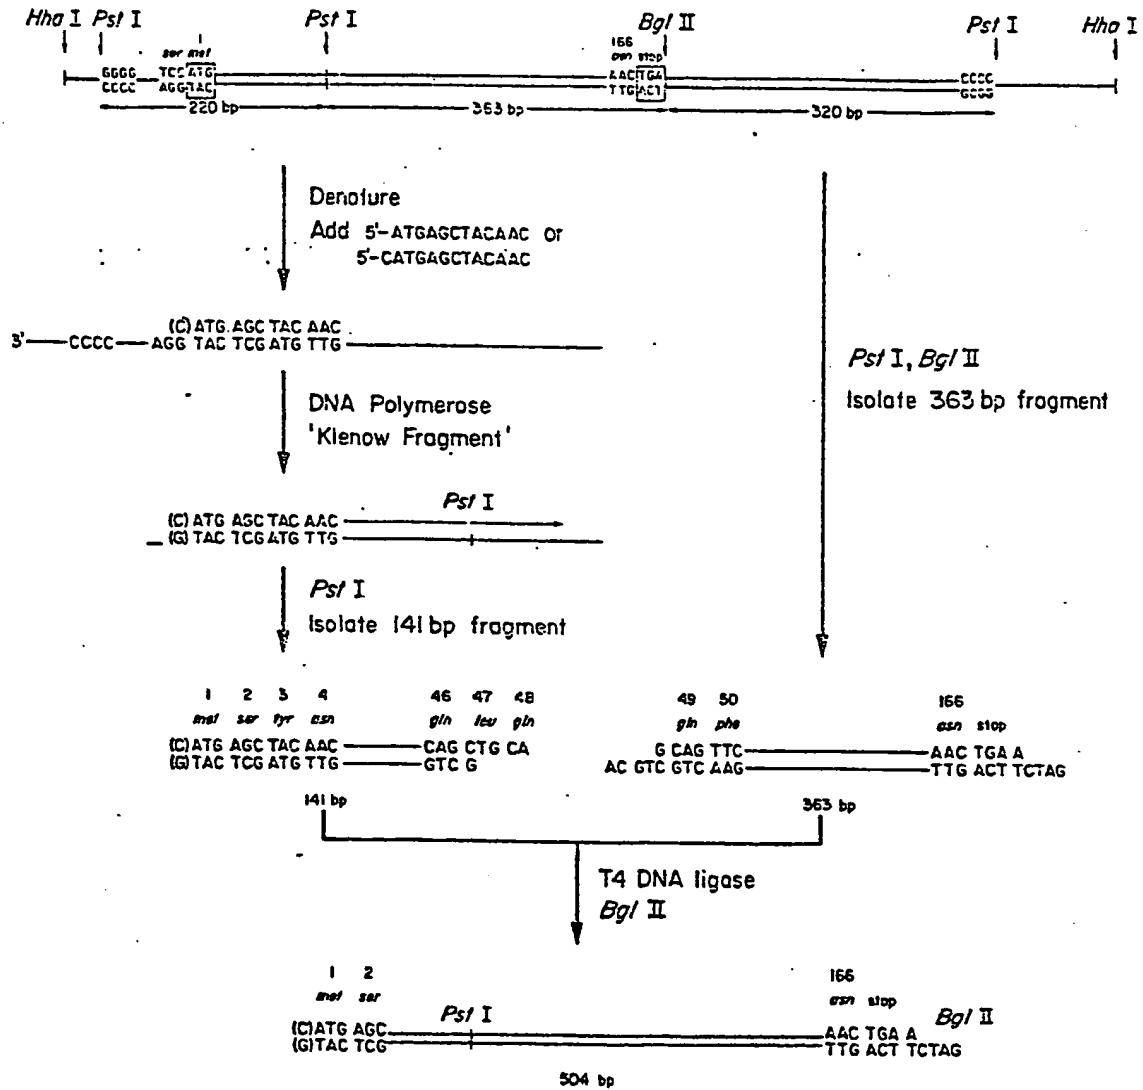 Hha I Pst I Pst I Bgl II Pst I Hha I
1 166
ser met asn stop
GGGG TCC ATG AAC TGA CCCC
CCCC AGG TAC TTG ACT GGGG
220 bp 363 bp 320 bp
Denature
Add 5'-ATGAGCTACAAC or
5'-CATGAGCTACAAC
(C) ATG AGC TAC AAC
3' CCCC AGG TAC TCG ATG TTG
Pst I, Bgl II
Isolate 363 bp fragment
DNA Polymerase
'Klenow Fragment'
Pst I
(C) ATG AGC TAC AAC
(G) TAC TCG ATG TTG
Pst I
Isolate 141 bp fragment
1 2 3 4 46 47 48 49 50 166
met ser tyr asn gln leu gln gln phe asn stop
(C) ATG AGC TAC AAC CAG CTG CA G CAG TTC AAC TGA A
(G) TAC TCG ATG TTG GTC G AC GTC GTC AAG TTG ACT TCTAG
141 bp 363 bp
T4 DNA ligase
Bgl II
1 2 166
met ser asn stop
Pst I Bgl II
(C) ATG AGC AAC TGA A
(G) TAC TCG TTG ACT TCTAG
504 bp